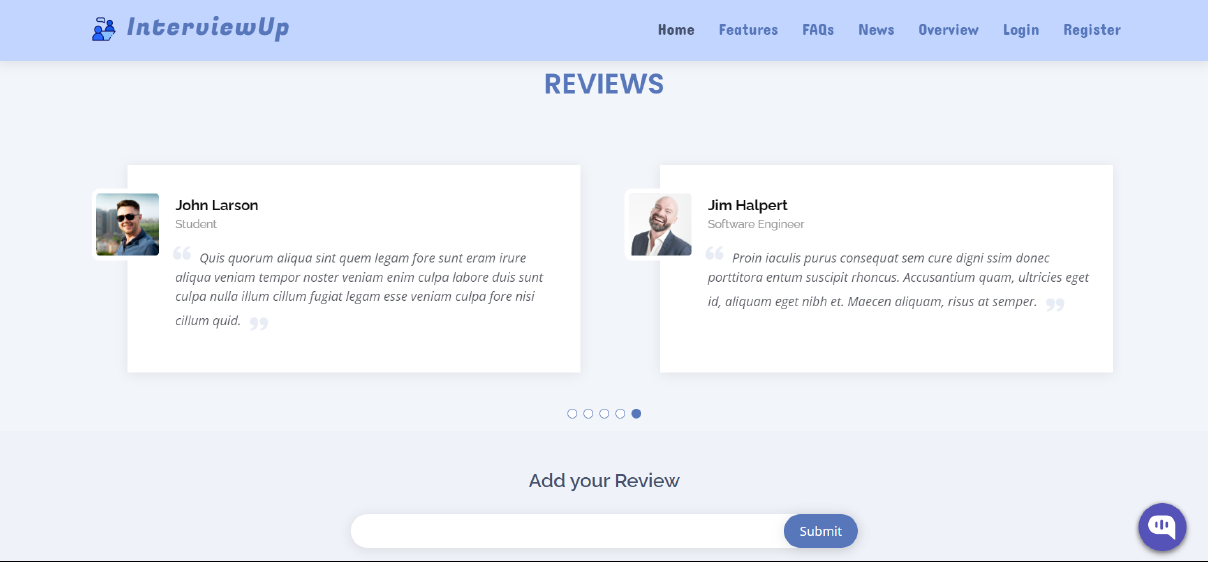 InterviewUp
Home Features FAQs News Overview Login Register
REVIEWS
John Larson
Student
“ Quis quorum aliqua sint quem legam fore sunt eram irure
aliqua veniam tempor noster veniam enim culpa labore duis sunt
culpa nulla illum cillum fugiat legam esse veniam culpa fore nisi
cillum quid. ”
Jim Halpert
Software Engineer
“ Proin iaculis purus consequat sem cure digni ssim donec
porttitora entum suscipit rhoncus. Accusantium quam, ultricies eget
id, aliquam eget nibh et. Maecen aliquam, risus at semper. ”
Add your Review
Submit